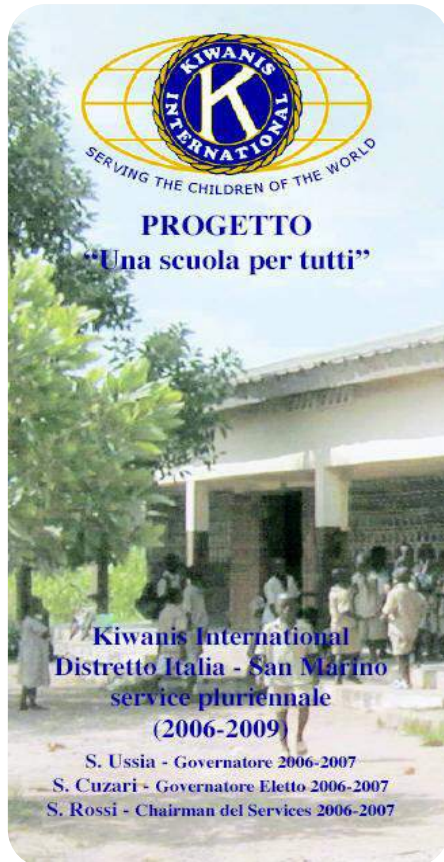 KIWANIS
INTERNATIONAL
K
SERVING THE CHILDREN OF THE WORLD
PROGETTO
“Una scuola per tutti”
Kiwanis International
Distretto Italia - San Marino
service pluriennale
(2006-2009)
S. Ussia - Governatore 2006-2007
S. Cuzari - Governatore Eletto 2006-2007
S. Rossi - Chairman del Services 2006-2007